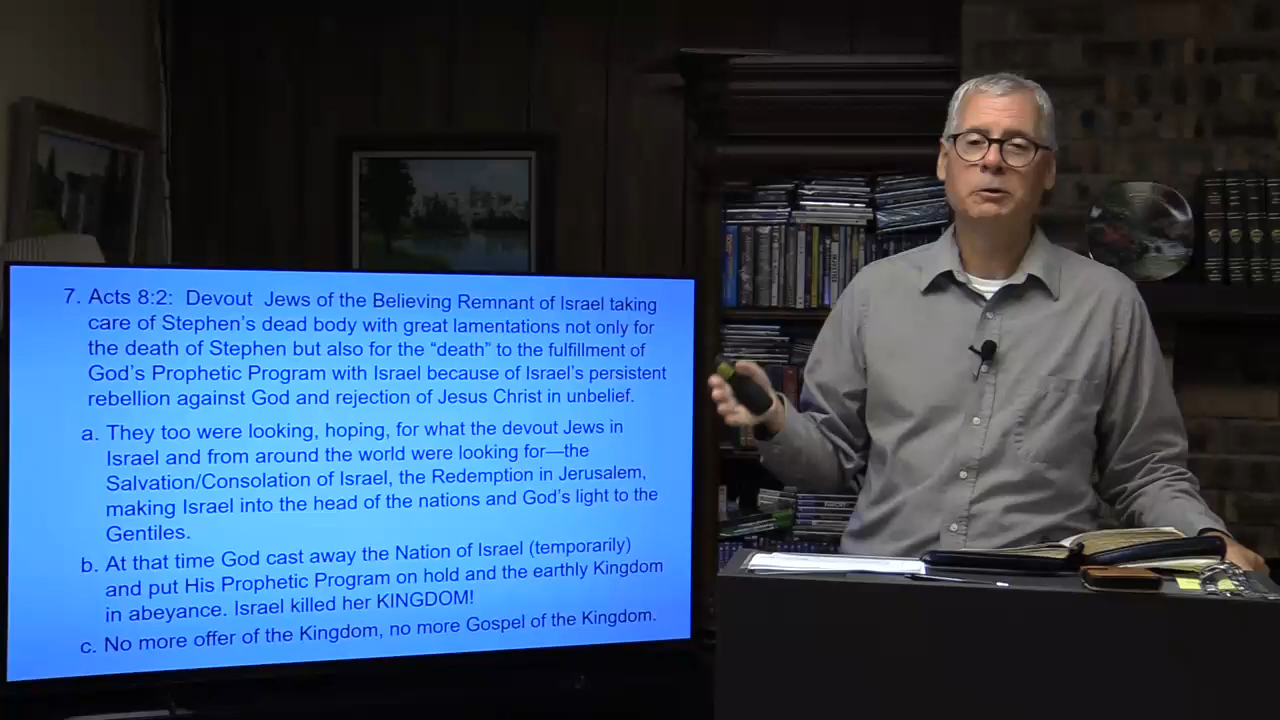 7. Acts 8:2: Devout Jews of the Believing Remnant of Israel taking
care of Stephen's dead body with great lamentations not only for
the death of Stephen but also for the “death” to the fulfillment of
God's Prophetic Program with Israel because of Israel's persistent
rebellion against God and rejection of Jesus Christ in unbelief.
a. They too were looking, hoping, for what the devout Jews in
Israel and from around the world were looking for—the
Salvation/Consolation of Israel, the Redemption in Jerusalem,
making Israel into the head of the nations and God's light to the
Gentiles.
b. At that time God cast away the Nation of Israel (temporarily)
and put His Prophetic Program on hold and the earthly Kingdom
in abeyance. Israel killed her KINGDOM!
c. No more offer of the Kingdom, no more Gospel of the Kingdom.